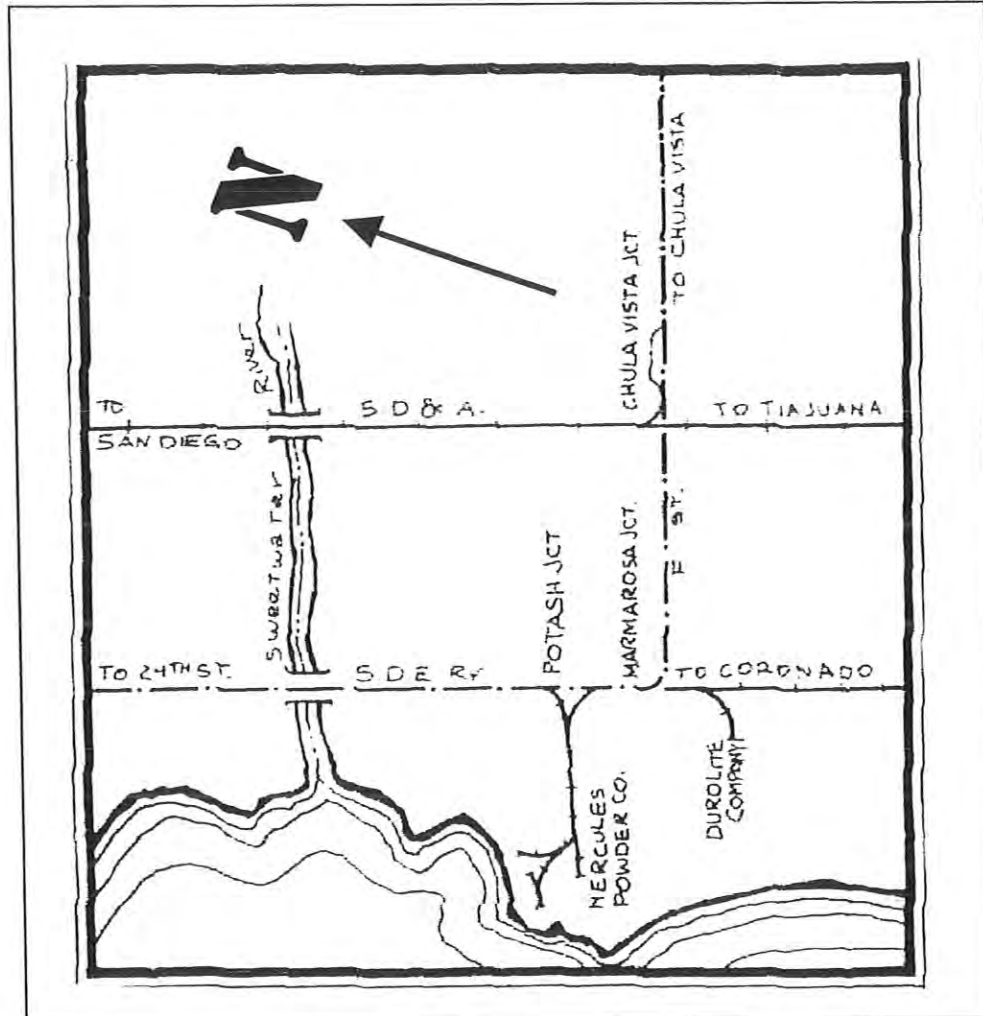 N
TO CHULA VISTA
CHULA VISTA JCT.
River
TO
SAN DIEGO
S D & A.
TO TIAJUANA
Sweetwater
F ST.
POTASH JCT
MARMAROSA JCT.
TO 24TH ST.
S D E RY
TO CORONADO
HERCULES
POWDER CO.
DUROLITE
COMPANY